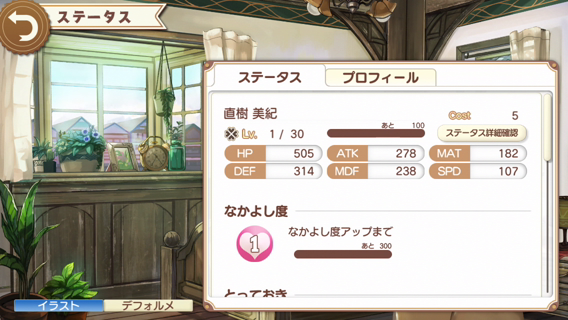 ステータス
ステータス プロフィール
直樹 美紀
Cost 5
Lv. 1 / 30
あと 100
ステータス詳細確認
HP 505 ATK 278 MAT 182
DEF 314 MDF 238 SPD 107
なかよし度
1
なかよし度アップまで
あと 300
とっておき
イラスト デフォルメ